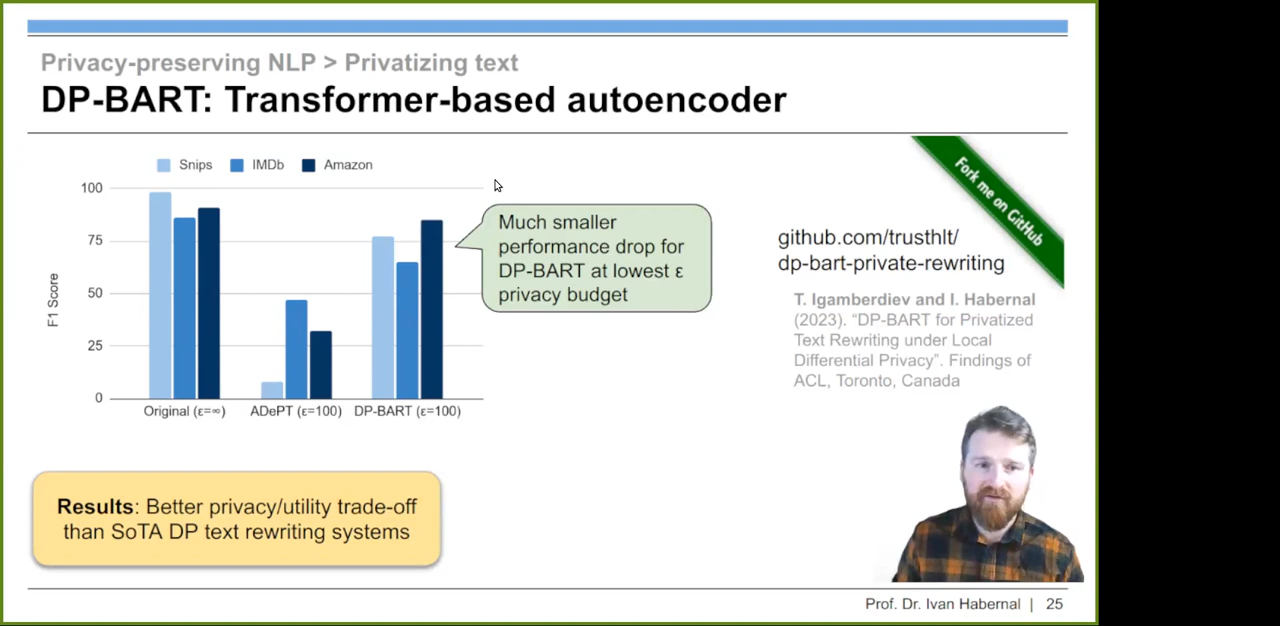 Privacy-preserving NLP > Privatizing text
DP-BART: Transformer-based autoencoder
Snips IMDb Amazon
100
75
50
25
0
F1 Score
Original (ε=∞) ADePT (ε=100) DP-BART (ε=100)
Much smaller
performance drop for
DP-BART at lowest ε
privacy budget
Fork me on GitHub
github.com/trusthlt/
dp-bart-private-rewriting
T. Igamberdiev and I. Habernal
(2023). “DP-BART for Privatized
Text Rewriting under Local
Differential Privacy”. Findings of
ACL, Toronto, Canada
Results: Better privacy/utility trade-off
than SoTA DP text rewriting systems
Prof. Dr. Ivan Habernal | 25